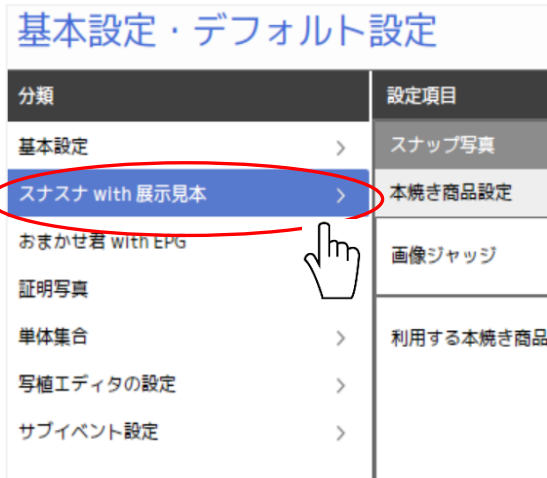 基本設定・デフォルト設定
分類
設定項目
基本設定
スナップ写真
スナスナ with 展示見本
本焼き商品設定
おまかせ君 with EPG
画像ジャッジ
証明写真
単体集合
利用する本焼き商品
写植エディタの設定
サブイベント設定